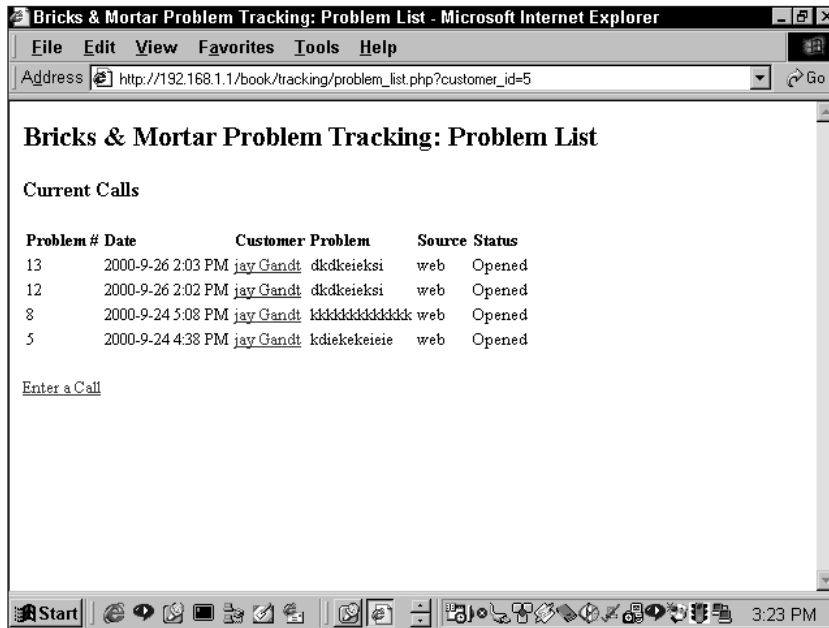 Bricks & Mortar Problem Tracking: Problem List - Microsoft Internet Explorer
File Edit View Favorites Tools Help
Address http://192.168.1.1/book/tracking/problem_list.php?customer_id=5 Go
Bricks & Mortar Problem Tracking: Problem List
Current Calls
Problem # Date Customer Problem Source Status
13 2000-9-26 2:03 PM jay Gandt dkdkeieksi web Opened
12 2000-9-26 2:02 PM jay Gandt dkdkeieksi web Opened
8 2000-9-24 5:08 PM jay Gandt kkkkkkkkkkkkk web Opened
5 2000-9-24 4:38 PM jay Gandt kdiekekeieie web Opened
Enter a Call
Start 3:23 PM